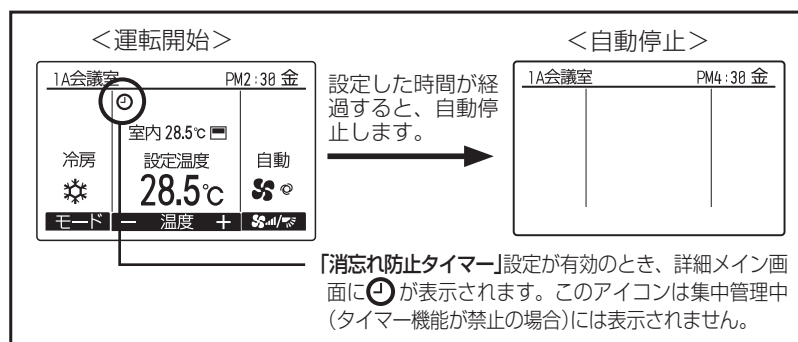 ＜運転開始＞
1A会議室 PM2:30 金
室内 28.5℃
冷房 設定温度 自動
28.5℃
モード － 温度 ＋
設定した時間が経
過すると、自動停
止します。
＜自動停止＞
1A会議室 PM4:30 金
「消忘れ防止タイマー」設定が有効のとき、詳細メイン画
面に が表示されます。このアイコンは集中管理中
（タイマー機能が禁止の場合）には表示されません。